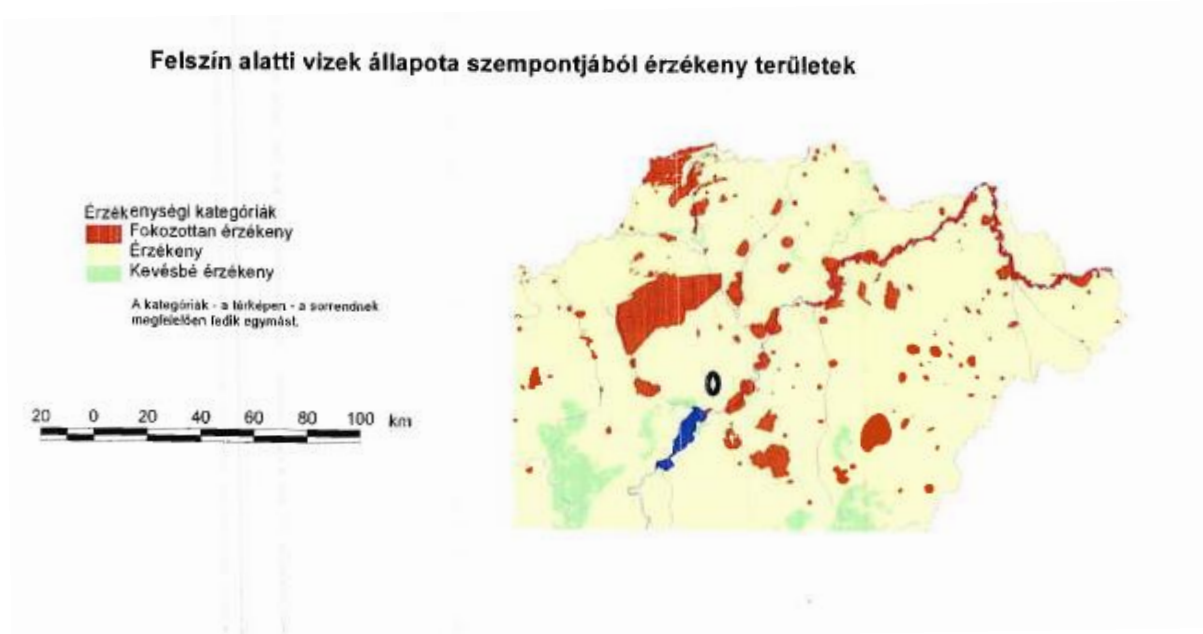 Felszín alatti vizek állapota szempontjából érzékeny területek
Érzékenységi kategóriák
Fokozottan érzékeny
Érzékeny
Kevésbé érzékeny
A kategóriák - a térképen - a sorrendnek
megfelelően fedik egymást.
20 0 20 40 60 80 100 km